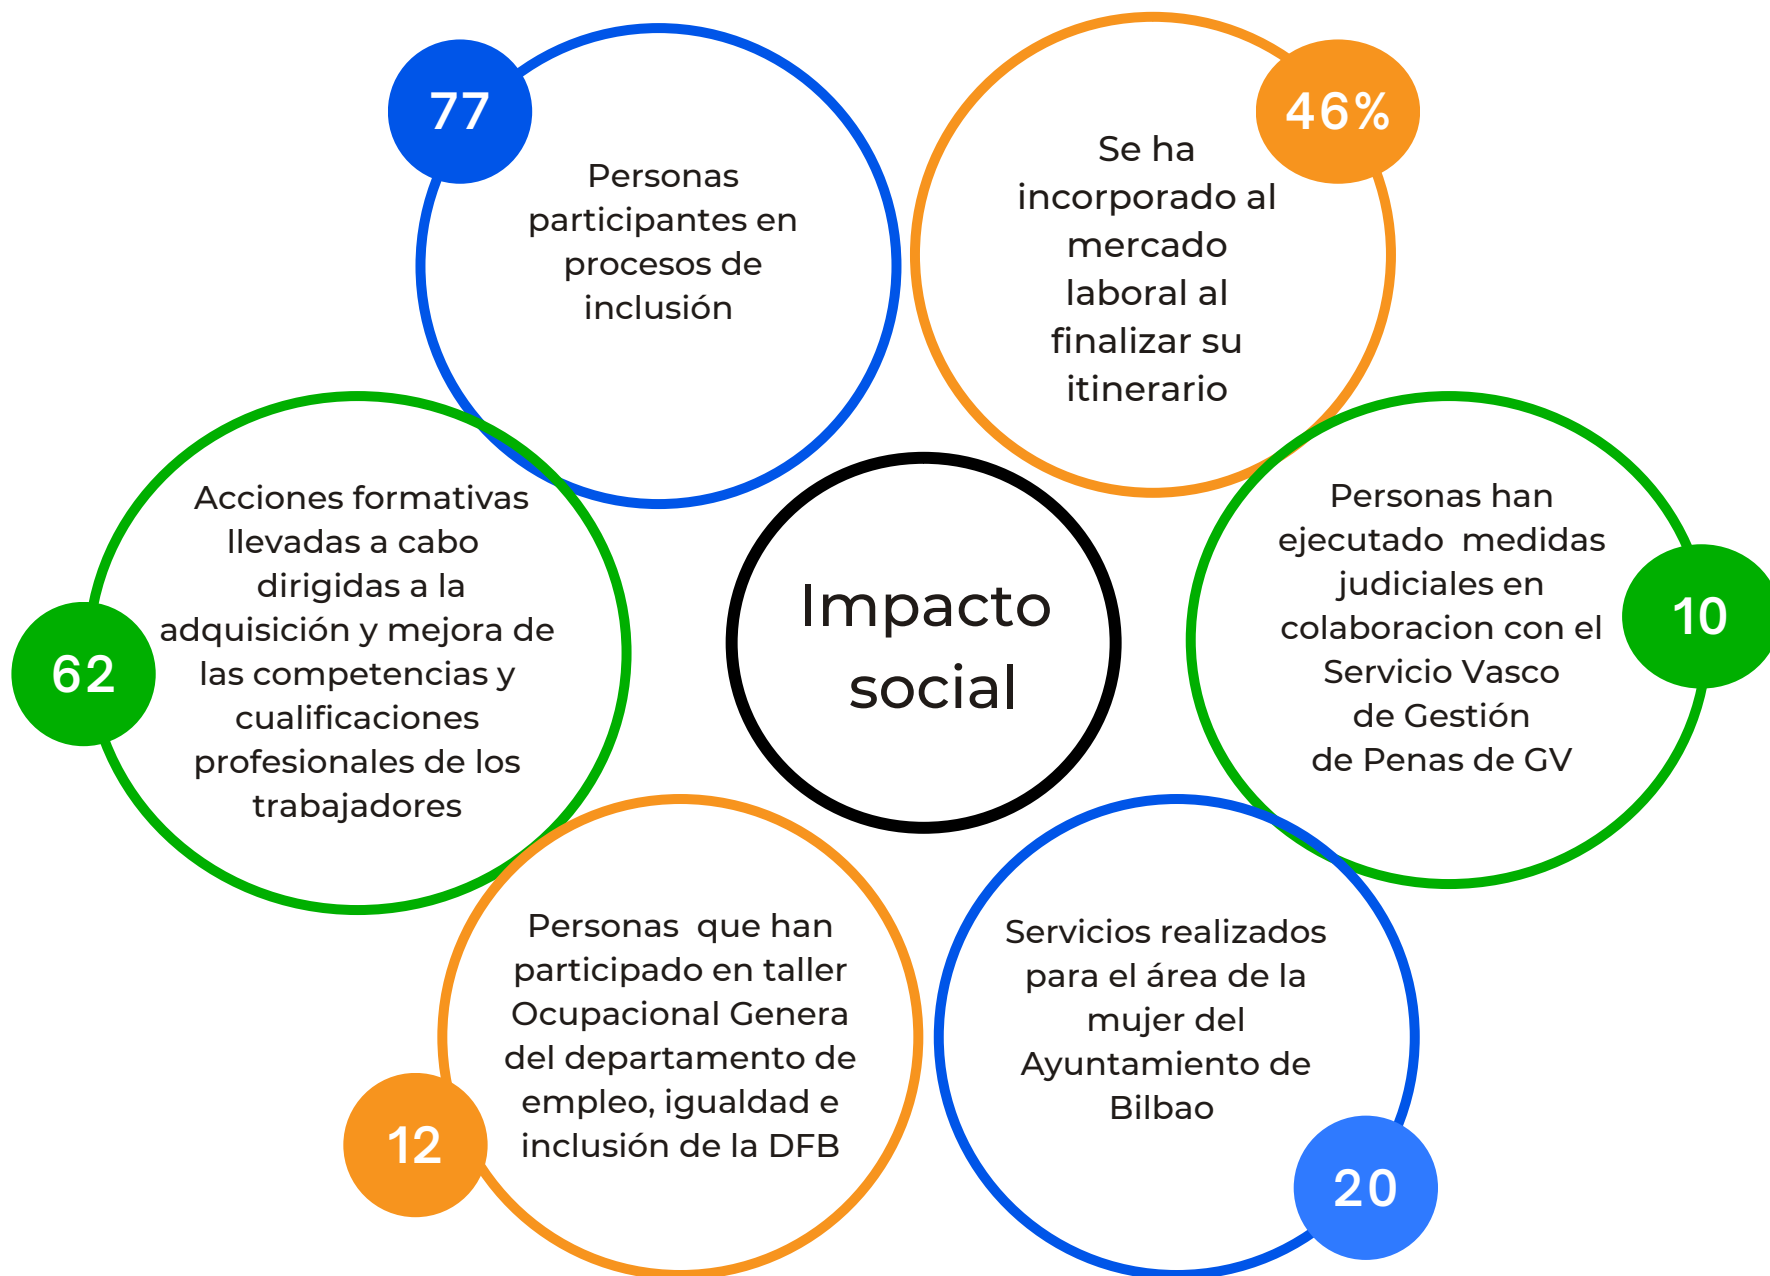 77
Personas
participantes en
procesos de
inclusión
46%
Se ha
incorporado al
mercado
laboral al
finalizar su
itinerario
Acciones formativas
llevadas a cabo
dirigidas a la
adquisición y mejora de
las competencias y
cualificaciones
profesionales de los
trabajadores
62
Impacto
social
Personas han
ejecutado  medidas
judiciales en
colaboracion con el
Servicio Vasco
de Gestión
de Penas de GV
10
Personas  que han
participado en taller
Ocupacional Genera
del departamento de
empleo, igualdad e
inclusión de la DFB
12
Servicios realizados
para el área de la
mujer del
Ayuntamiento de
Bilbao
20